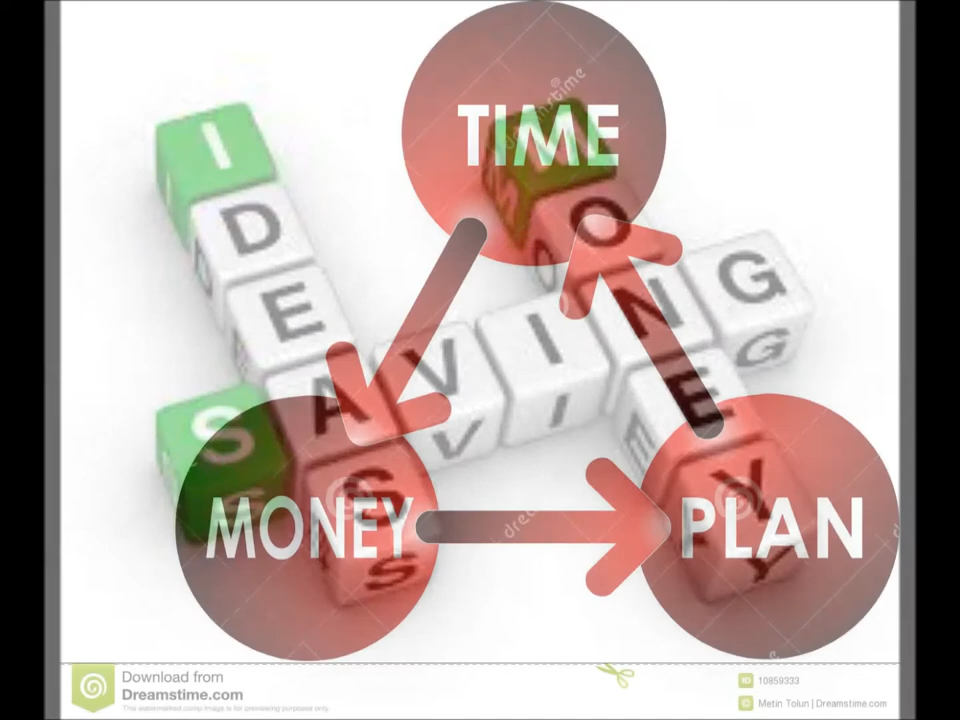 TIME
MONEY
PLAN
IDEAS
SAVING
MONEY
dreamstime
Download from
Dreamstime.com
This watermarked comp image is for previewing purposes only.
10859333
Metin Tolun | Dreamstime.com